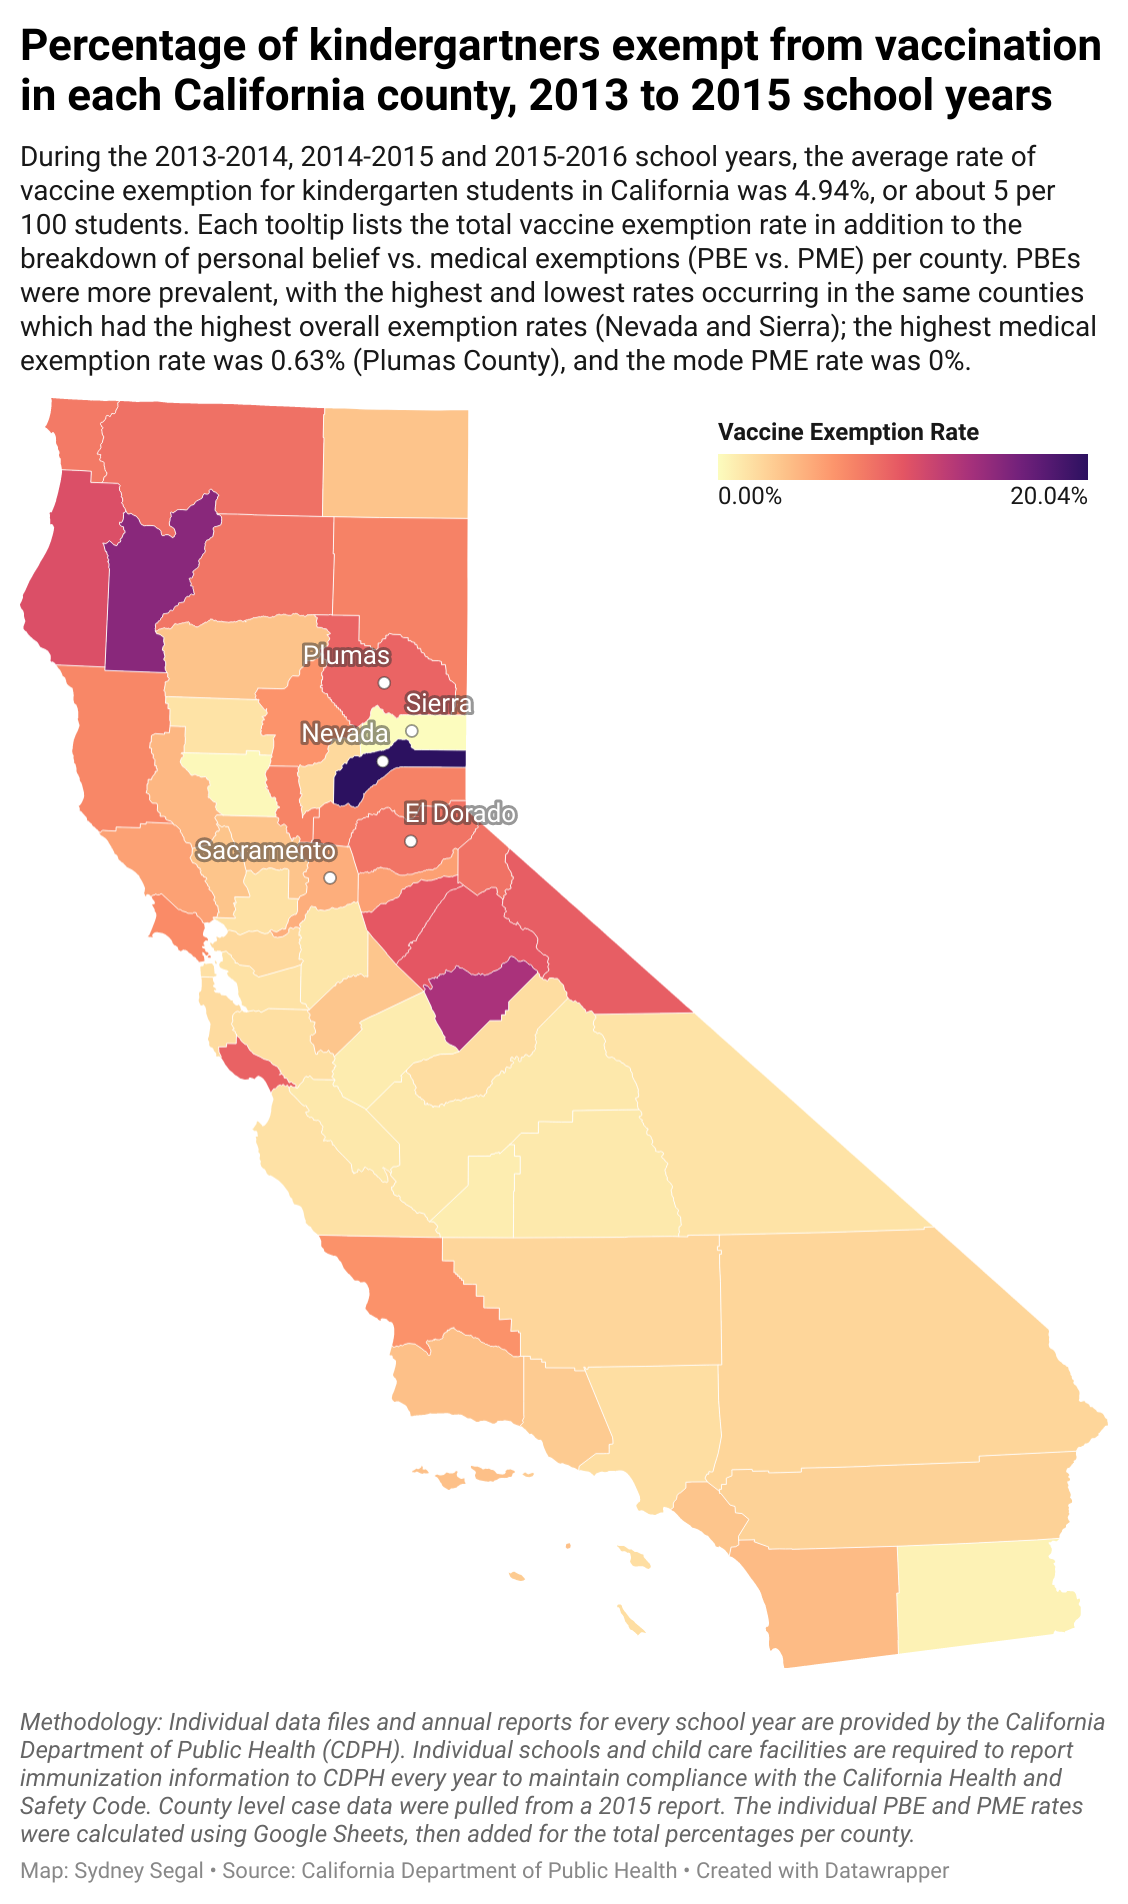 Percentage of kindergartners exempt from vaccination
in each California county, 2013 to 2015 school years
During the 2013-2014, 2014-2015 and 2015-2016 school years, the average rate of
vaccine exemption for kindergarten students in California was 4.94%, or about 5 per
100 students. Each tooltip lists the total vaccine exemption rate in addition to the
breakdown of personal belief vs. medical exemptions (PBE vs. PME) per county. PBEs
were more prevalent, with the highest and lowest rates occurring in the same counties
which had the highest overall exemption rates (Nevada and Sierra); the highest medical
exemption rate was 0.63% (Plumas County), and the mode PME rate was 0%.
Vaccine Exemption Rate
0.00% 20.04%
Plumas
Sierra
Nevada
El Dorado
Sacramento
Methodology: Individual data files and annual reports for every school year are provided by the California
Department of Public Health (CDPH). Individual schools and child care facilities are required to report
immunization information to CDPH every year to maintain compliance with the California Health and
Safety Code. County level case data were pulled from a 2015 report. The individual PBE and PME rates
were calculated using Google Sheets, then added for the total percentages per county.
Map: Sydney Segal • Source: California Department of Public Health • Created with Datawrapper